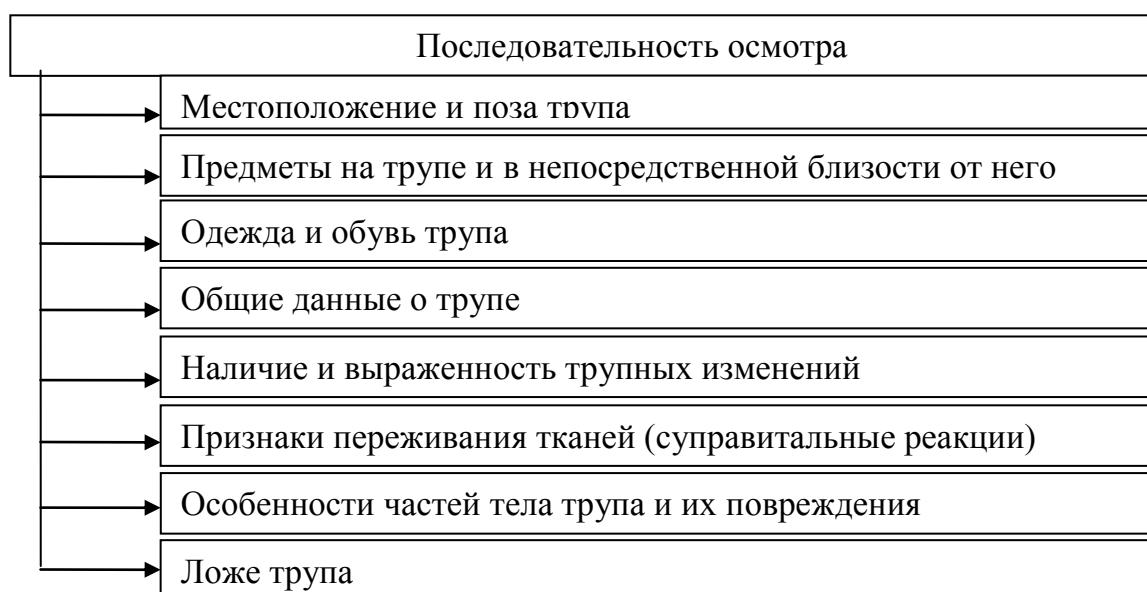 Последовательность осмотра
Местоположение и поза трупа
Предметы на трупе и в непосредственной близости от него
Одежда и обувь трупа
Общие данные о трупе
Наличие и выраженность трупных изменений
Признаки переживания тканей (суправитальные реакции)
Особенности частей тела трупа и их повреждения
Ложе трупа